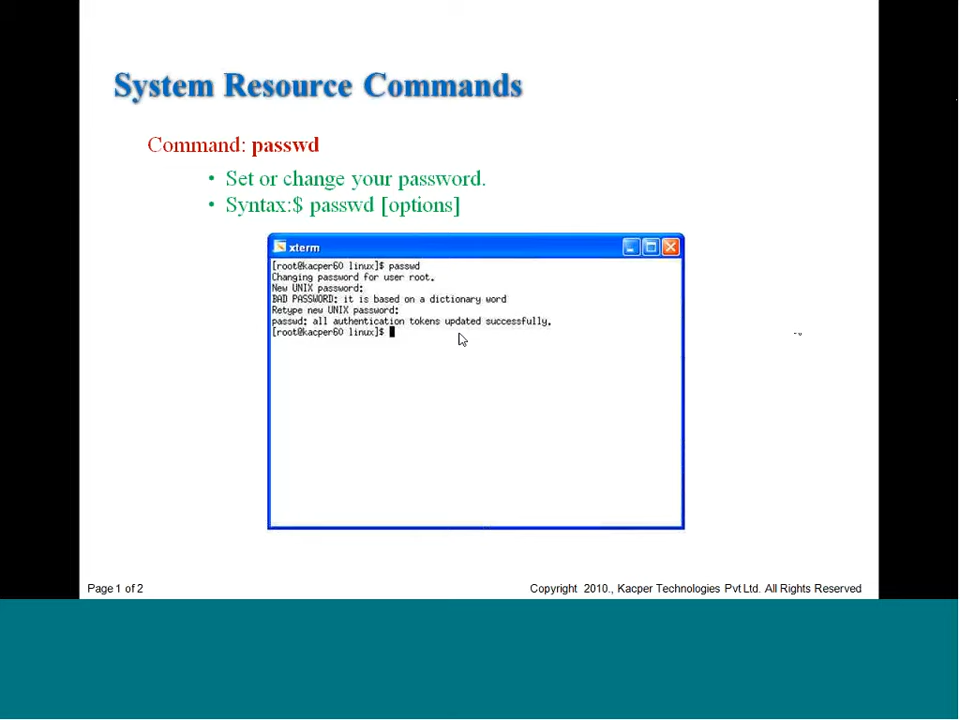 System Resource Commands
Command: passwd
• Set or change your password.
• Syntax:$ passwd [options]
xterm
[root@kacper60 linux]$ passwd
Changing password for user root.
New UNIX password:
BAD PASSWORD: it is based on a dictionary word
Retype new UNIX password:
passwd: all authentication tokens updated successfully.
[root@kacper60 linux]$
Page 1 of 2
Copyright 2010., Kacper Technologies Pvt Ltd. All Rights Reserved